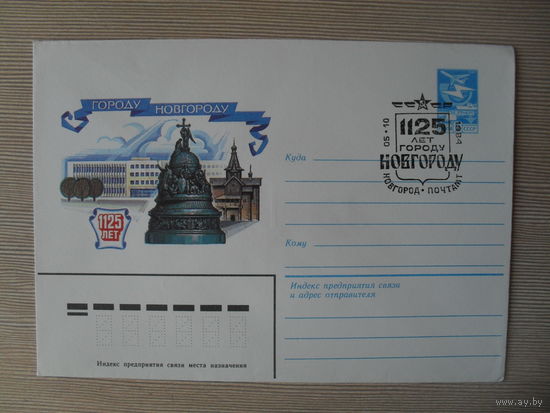 ГОРОДУ НОВГОРОДУ
1125
ЛЕТ
05·10
1984
1125
ЛЕТ
ГОРОДУ
НОВГОРОДУ
НОВГОРОД · ПОЧТАМТ
СССР
Куда
Кому
Индекс предприятия связи
и адрес отправителя
Индекс предприятия связи места назначения
www.ay.by